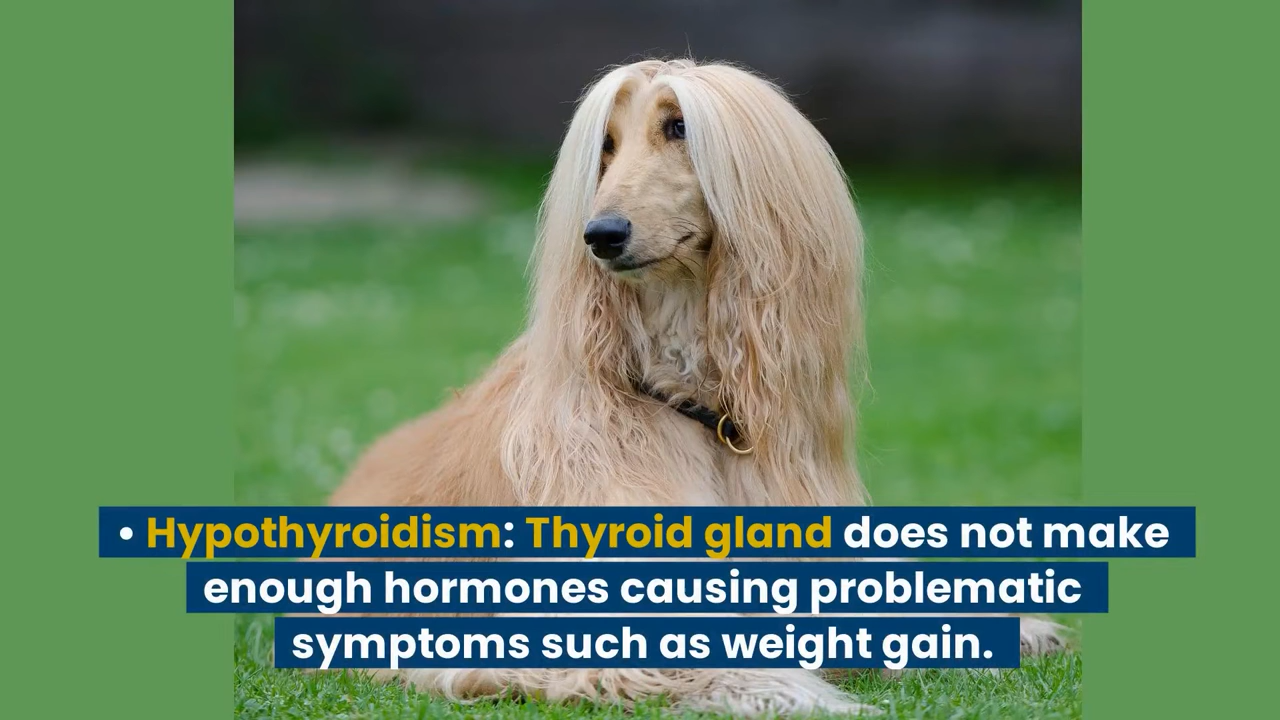 • Hypothyroidism: Thyroid gland does not make
enough hormones causing problematic
symptoms such as weight gain.